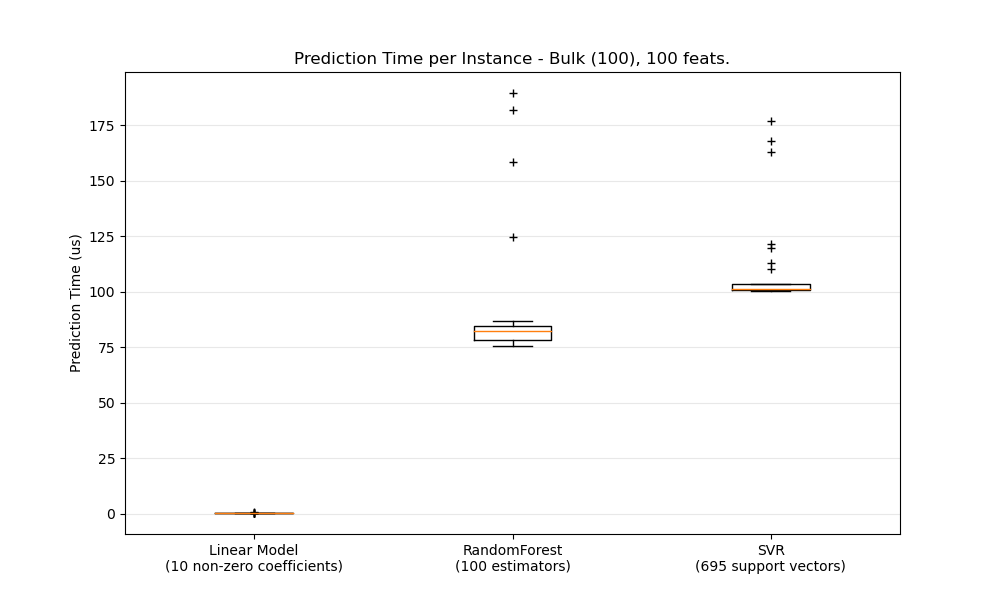 Prediction Time per Instance - Bulk (100), 100 feats.
Prediction Time (us)
175
150
125
100
75
50
25
0
Linear Model
(10 non-zero coefficients)
RandomForest
(100 estimators)
SVR
(695 support vectors)